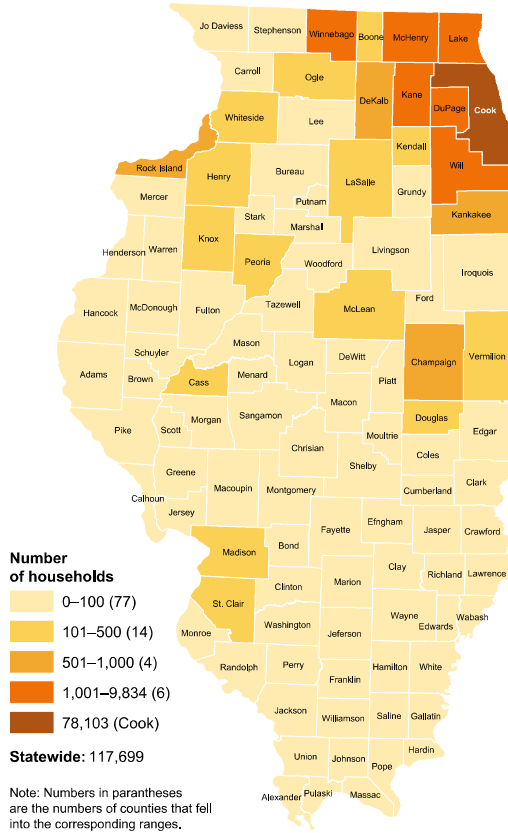 Jo Daviess
Stephenson
Winnebago
Boone
McHenry
Lake
Carroll
Ogle
DeKalb
Kane
DuPage
Cook
Whiteside
Lee
Kendall
Will
Rock Island
Henry
Bureau
LaSalle
Grundy
Mercer
Putnam
Kankakee
Stark
Marshall
Henderson
Warren
Knox
Peoria
Woodford
Livingson
Iroquois
Ford
Hancock
McDonough
Fulton
Tazewell
McLean
Schuyler
Mason
Logan
DeWitt
Champaign
Vermilion
Adams
Brown
Cass
Menard
Piatt
Macon
Pike
Scott
Morgan
Sangamon
Douglas
Moultrie
Edgar
Chrisian
Coles
Shelby
Greene
Clark
Calhoun
Macoupin
Montgomery
Cumberland
Jersey
Fayette
Efngham
Jasper
Crawford
Madison
Bond
Clay
Richland
Lawrence
Clinton
Marion
St. Clair
Wayne
Edwards
Wabash
Monroe
Washington
Jeferson
Randolph
Perry
Hamilton
White
Franklin
Jackson
Williamson
Saline
Gallatin
Union
Johnson
Pope
Hardin
Alexander
Pulaski
Massac
Number
of households
0–100 (77)
101–500 (14)
501–1,000 (4)
1,001–9,834 (6)
78,103 (Cook)
Statewide: 117,699
Note: Numbers in parantheses
are the numbers of counties that fell
into the corresponding ranges.